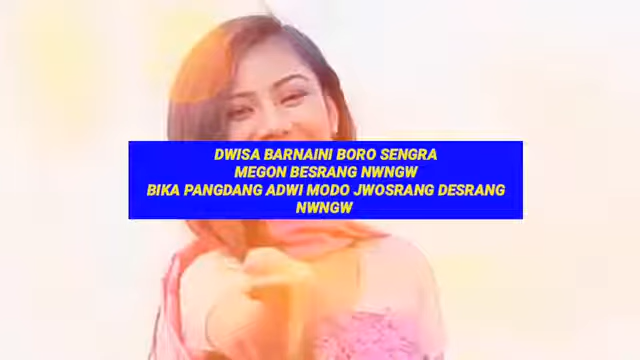 DWISA BARNAINI BORO SENGRA
MEGON BESRANG NWNGW
BIKA PANGDANG ADWI MODO JWOSRANG DESRANG
NWNGW